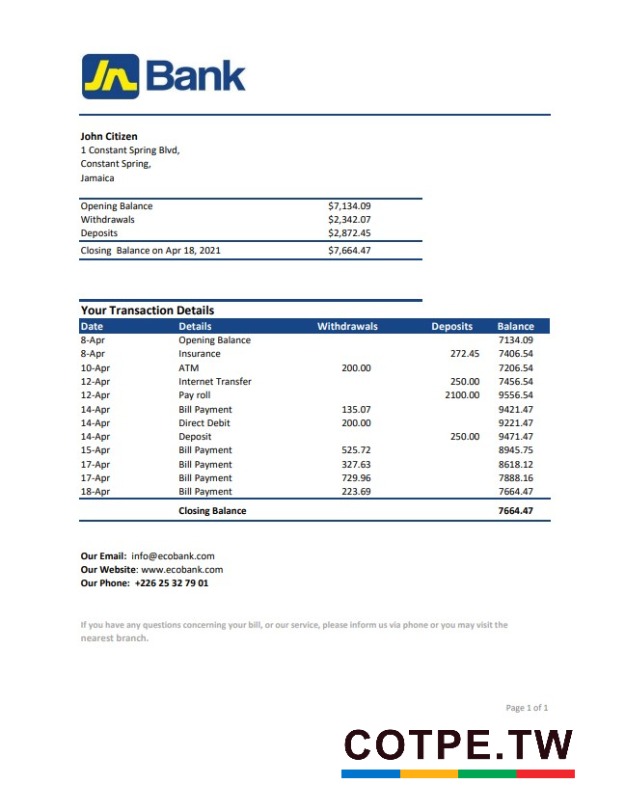 Jn Bank
John Citizen
1 Constant Spring Blvd,
Constant Spring,
Jamaica
Opening Balance $7,134.09
Withdrawals $2,342.07
Deposits $2,872.45
Closing Balance on Apr 18, 2021 $7,664.47
Your Transaction Details
Date Details Withdrawals Deposits Balance
8-Apr Opening Balance 7134.09
8-Apr Insurance 272.45 7406.54
10-Apr ATM 200.00 7206.54
12-Apr Internet Transfer 250.00 7456.54
12-Apr Pay roll 2100.00 9556.54
14-Apr Bill Payment 135.07 9421.47
14-Apr Direct Debit 200.00 9221.47
14-Apr Deposit 250.00 9471.47
15-Apr Bill Payment 525.72 8945.75
17-Apr Bill Payment 327.63 8618.12
17-Apr Bill Payment 729.96 7888.16
18-Apr Bill Payment 223.69 7664.47
Closing Balance 7664.47
Our Email: info@ecobank.com
Our Website: www.ecobank.com
Our Phone: +226 25 32 79 01
If you have any questions concerning your bill, or our service, please inform us via phone or you may visit the
nearest branch.
Page 1 of 1
COTPE.TW